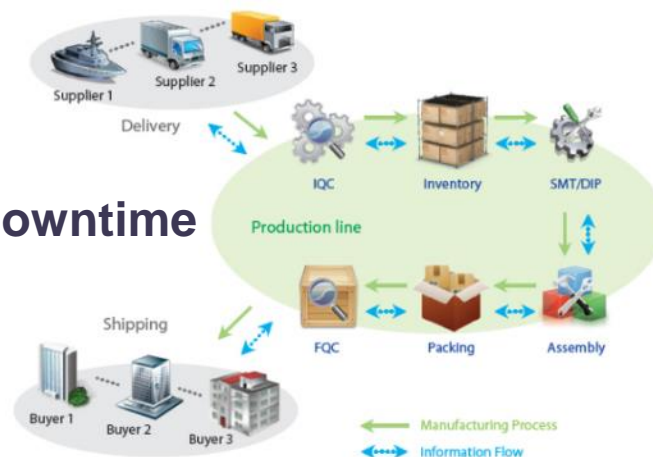 Supplier 1
Supplier 2
Supplier 3
Delivery
IQC
Inventory
SMT/DIP
owntime
Production line
FQC
Packing
Assembly
Shipping
Buyer 1
Buyer 2
Buyer 3
Manufacturing Process
Information Flow